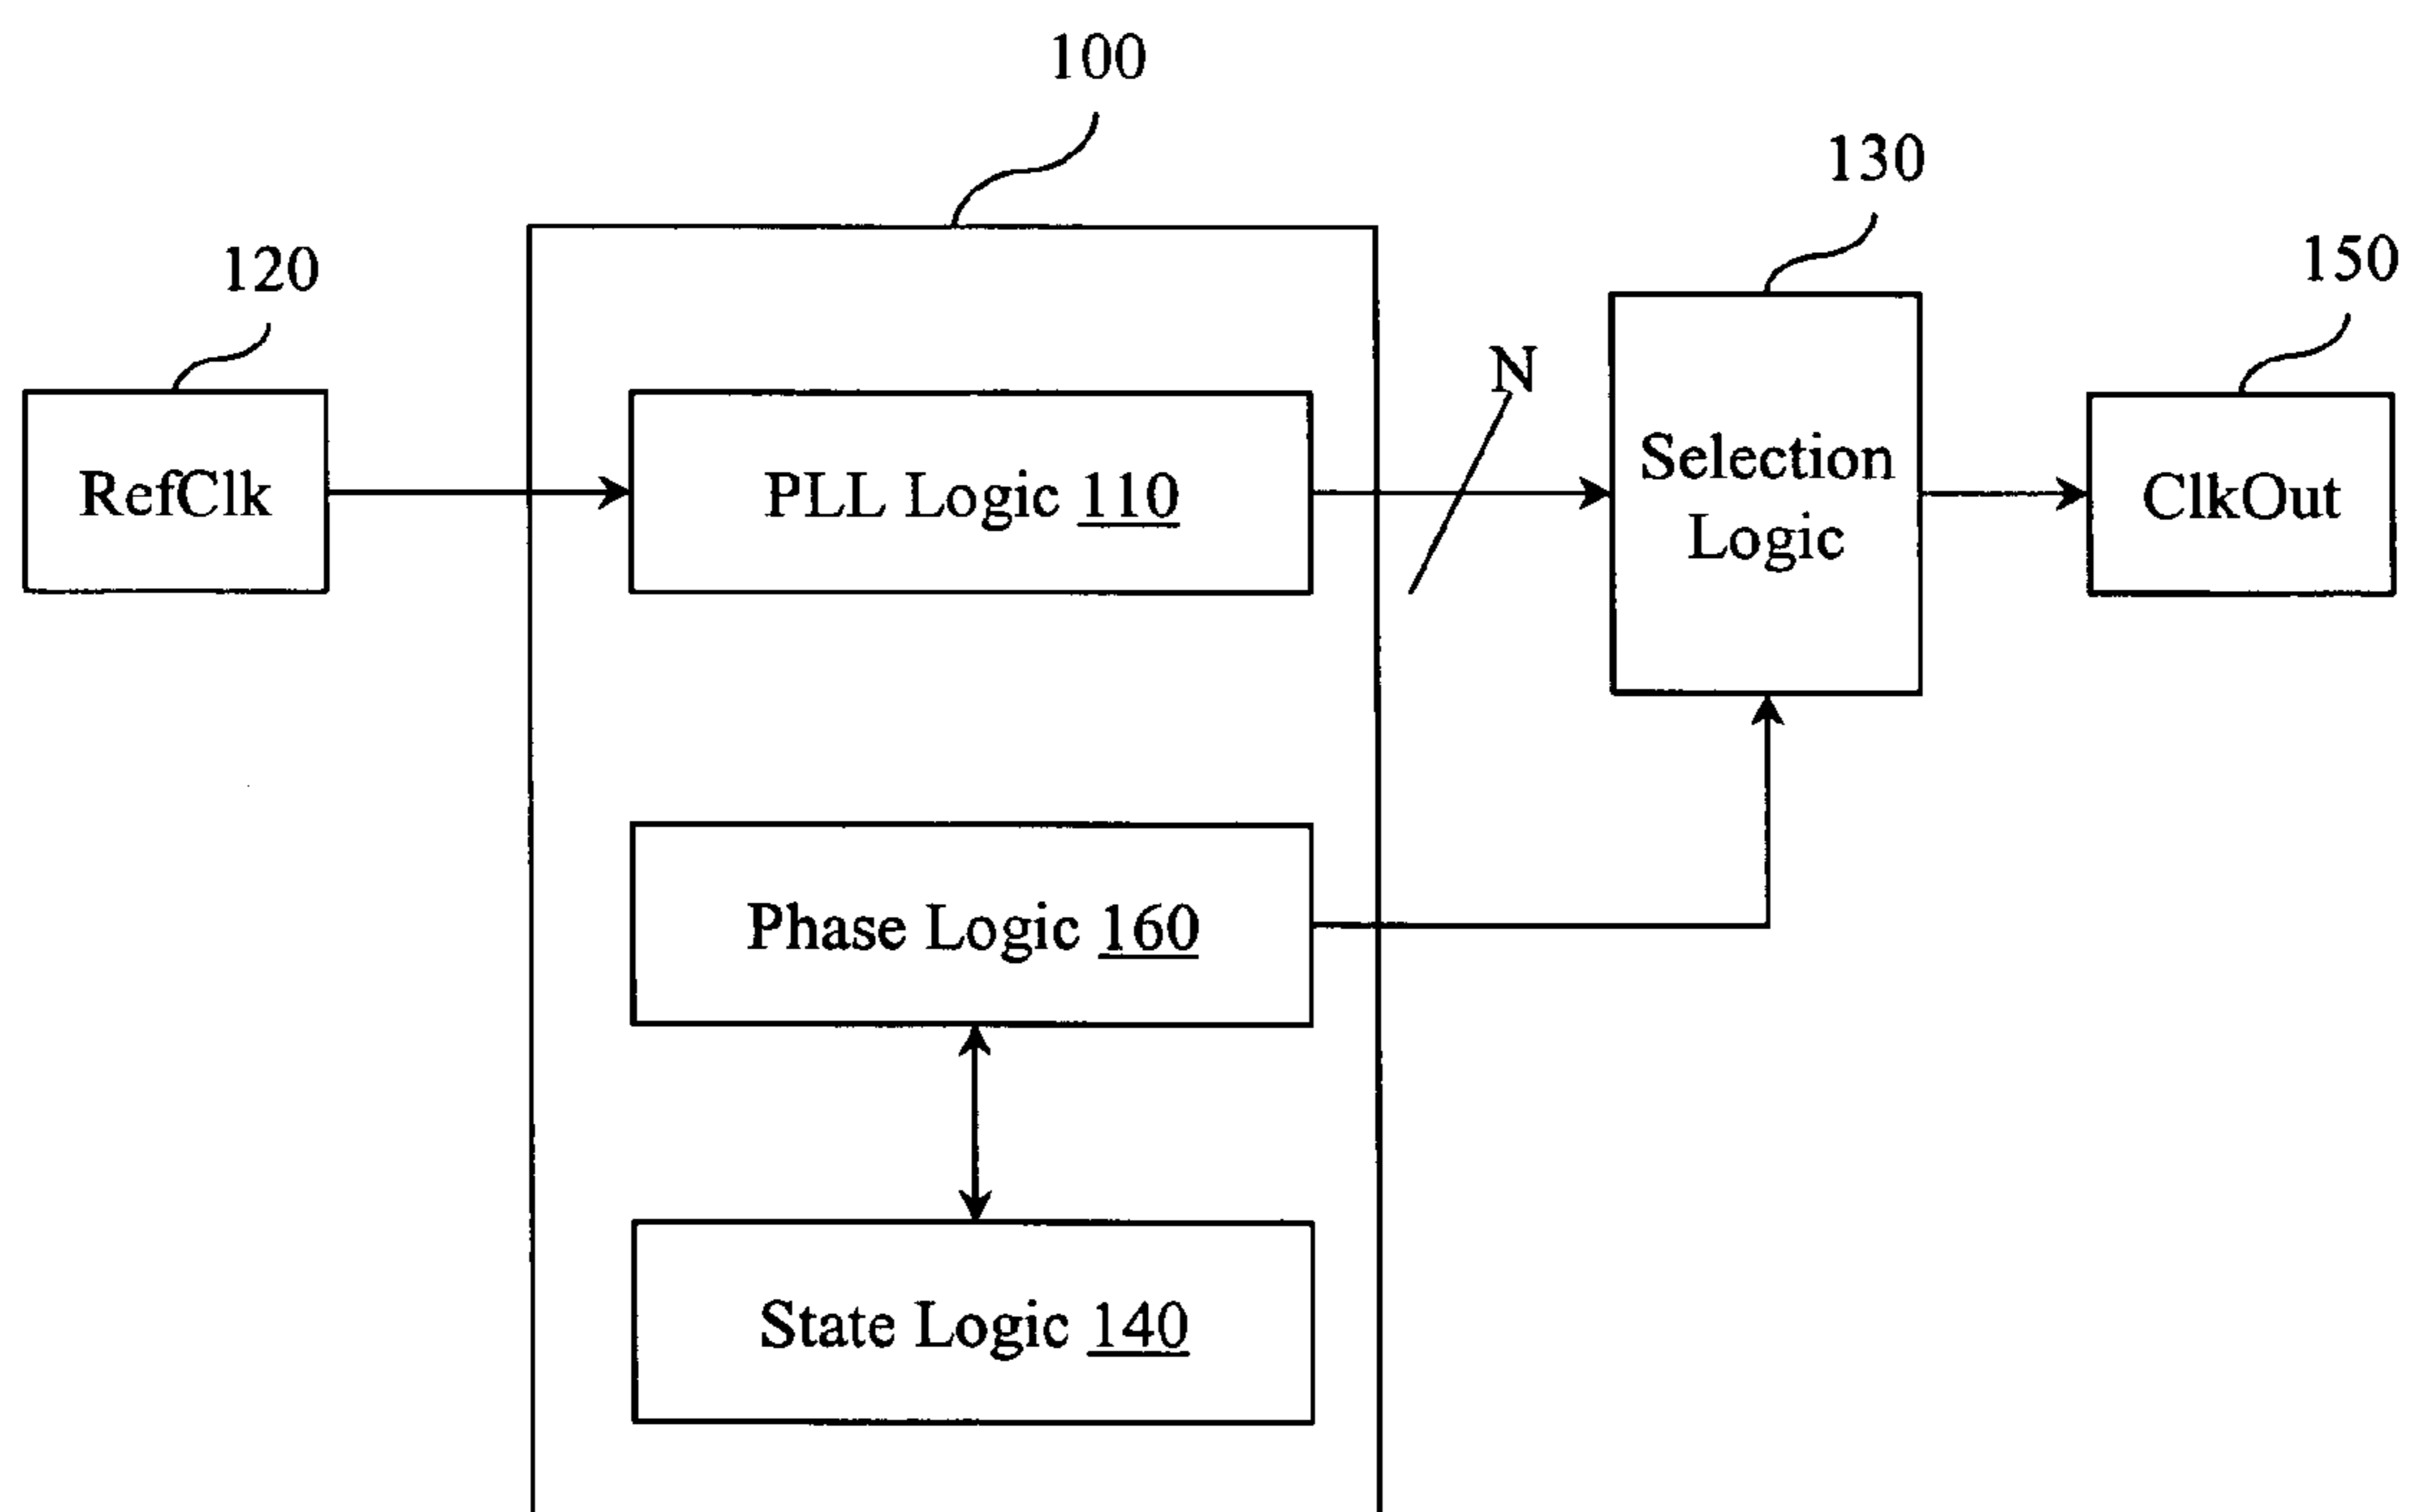 100
130
120
150
N
RefClk
PLL Logic 110
Selection
Logic
ClkOut
Phase Logic 160
State Logic 140